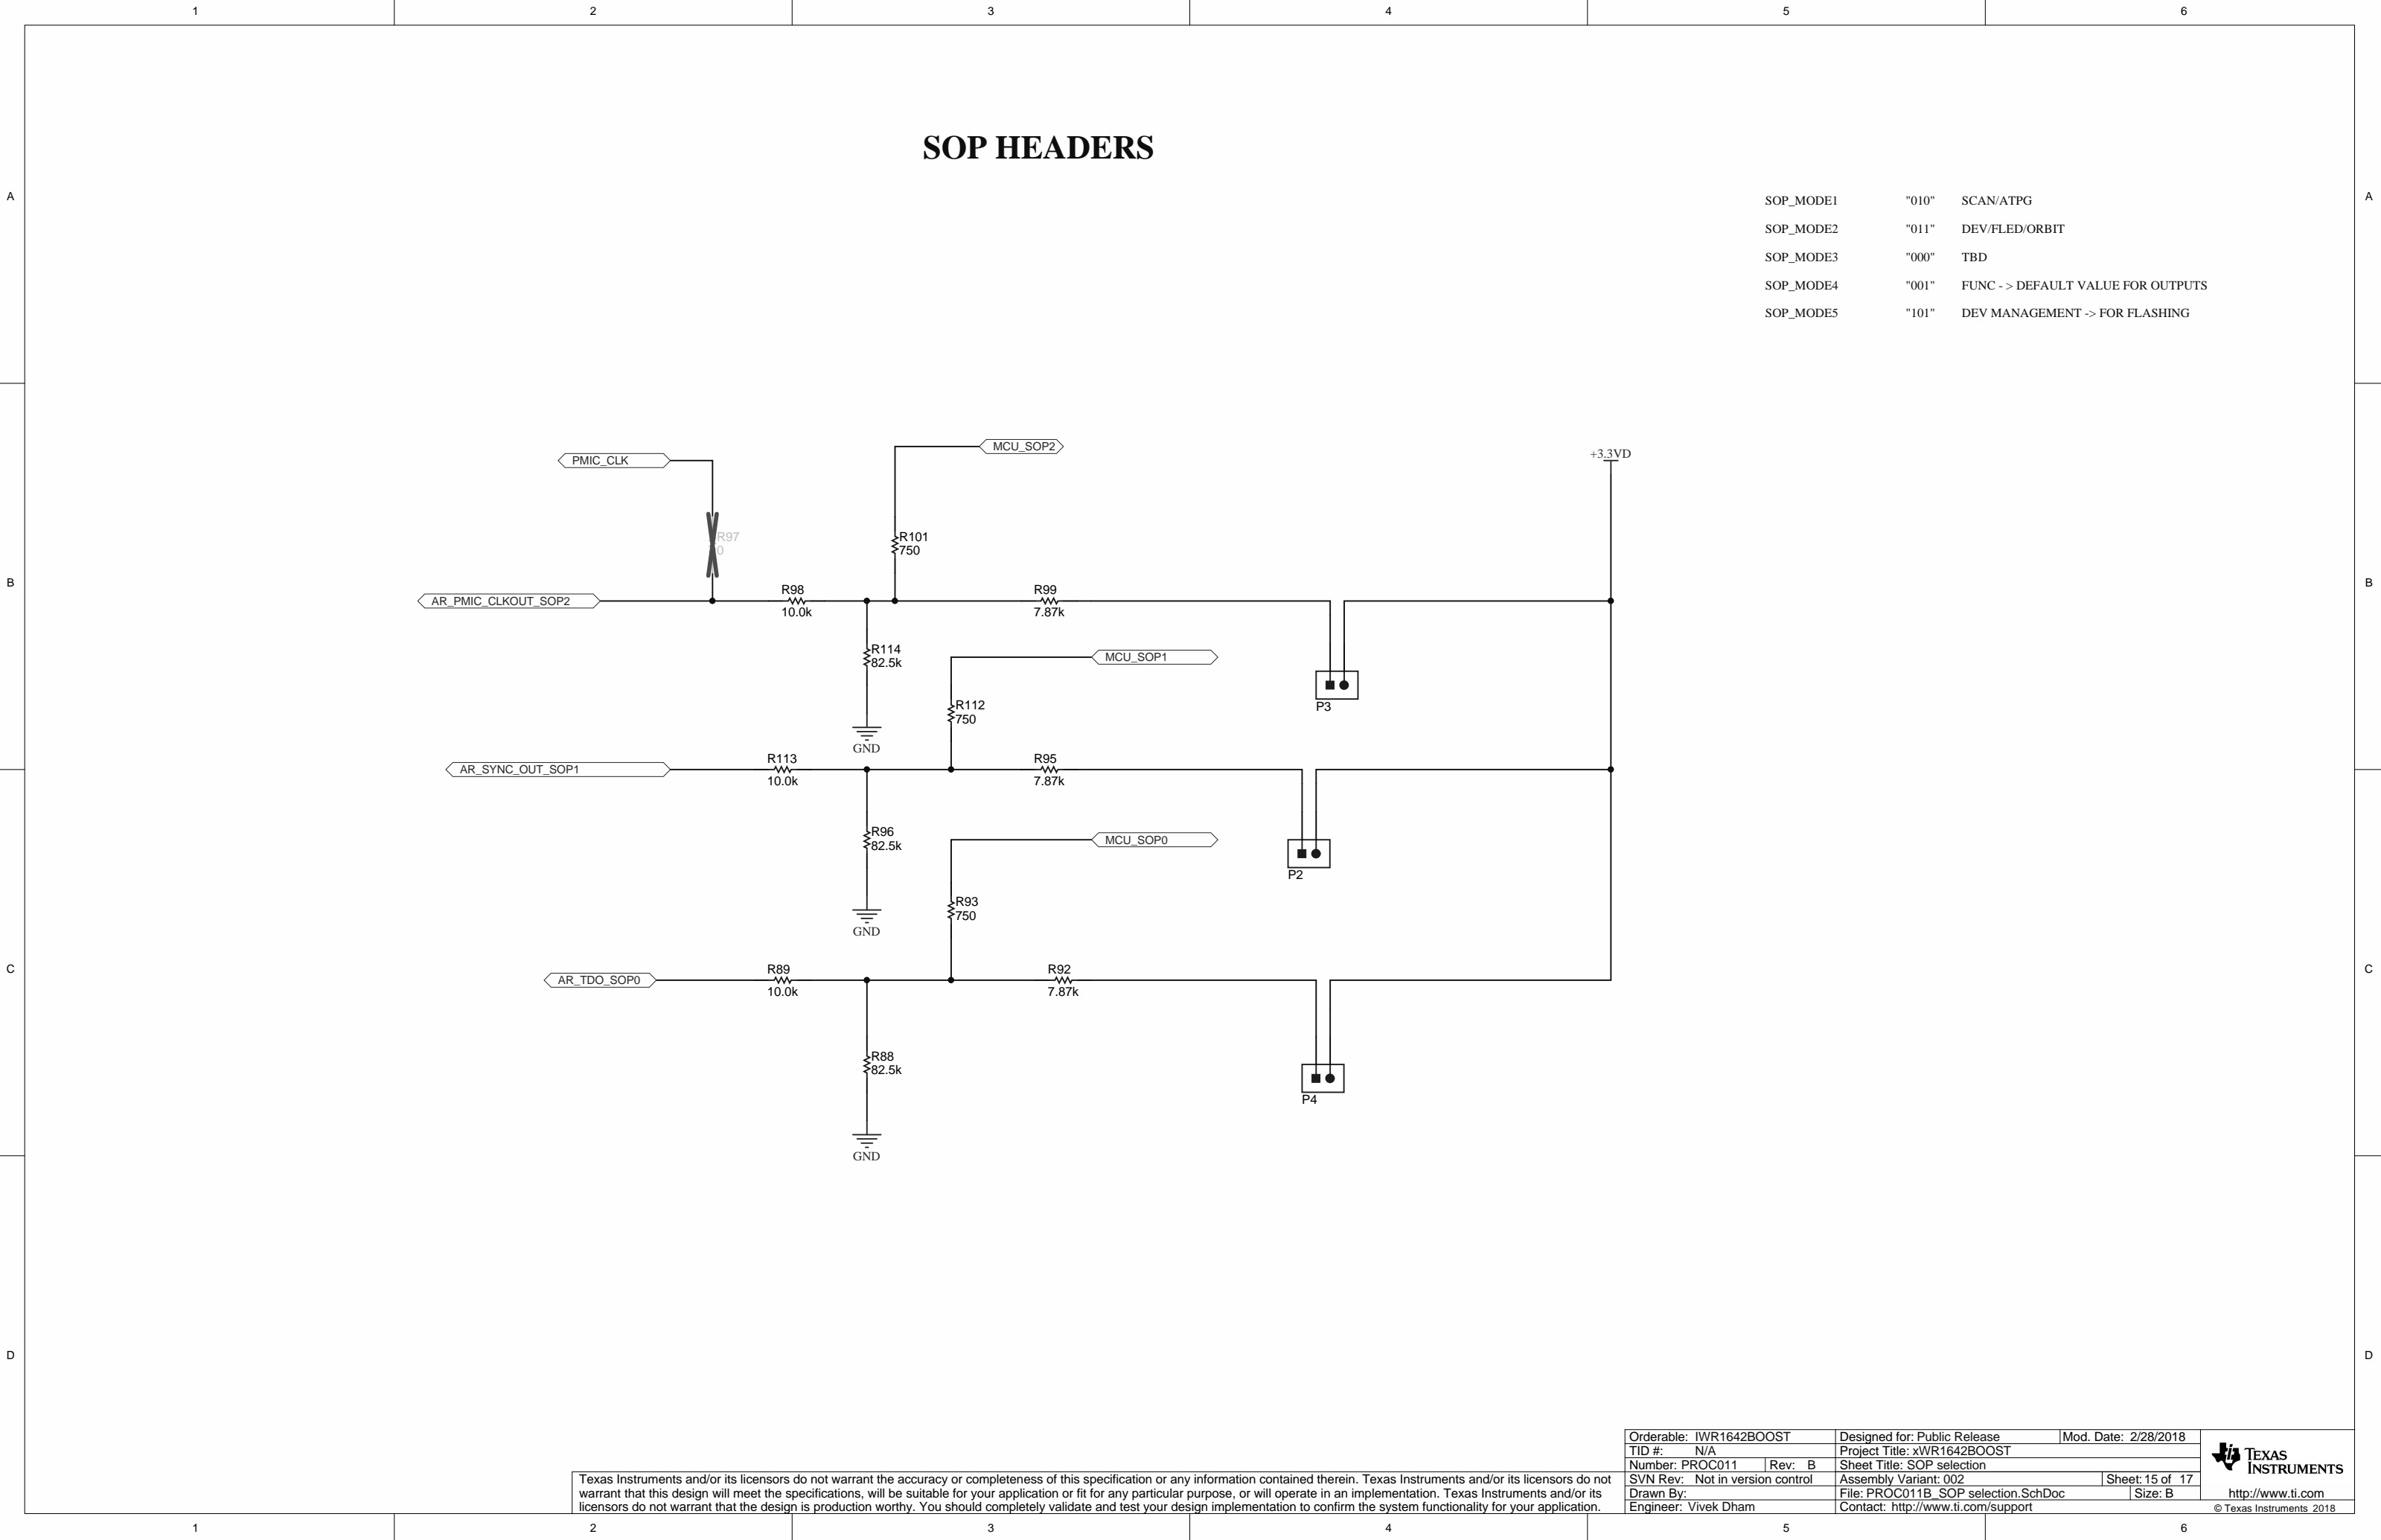 1 2 3 4 5 6
SOP HEADERS
A A
SOP_MODE1 "010" SCAN/ATPG
SOP_MODE2 "011" DEV/FLED/ORBIT
SOP_MODE3 "000" TBD
SOP_MODE4 "001" FUNC - > DEFAULT VALUE FOR OUTPUTS
SOP_MODE5 "101" DEV MANAGEMENT -> FOR FLASHING
MCU_SOP2
PMIC_CLK
+3.3VD
R97
0
R101
750
B B
AR_PMIC_CLKOUT_SOP2
R98
10.0k
R99
7.87k
R114
82.5k
MCU_SOP1
P3
R112
750
GND
AR_SYNC_OUT_SOP1
R113
10.0k
R95
7.87k
R96
82.5k
MCU_SOP0
P2
R93
750
GND
C C
AR_TDO_SOP0
R89
10.0k
R92
7.87k
R88
82.5k
P4
GND
D D
Texas Instruments and/or its licensors do not warrant the accuracy or completeness of this specification or any information contained therein. Texas Instruments and/or its licensors do not
warrant that this design will meet the specifications, will be suitable for your application or fit for any particular purpose, or will operate in an implementation. Texas Instruments and/or its
licensors do not warrant that the design is production worthy. You should completely validate and test your design implementation to confirm the system functionality for your application.
Orderable: IWR1642BOOST Designed for: Public Release Mod. Date: 2/28/2018
TID #: N/A Project Title: xWR1642BOOST
Number: PROC011 Rev: B Sheet Title: SOP selection
SVN Rev: Not in version control Assembly Variant: 002 Sheet: 15 of 17
Drawn By: File: PROC011B_SOP selection.SchDoc Size: B
Engineer: Vivek Dham Contact: http://www.ti.com/support
TEXAS
INSTRUMENTS
http://www.ti.com
© Texas Instruments 2018
1 2 3 4 5 6